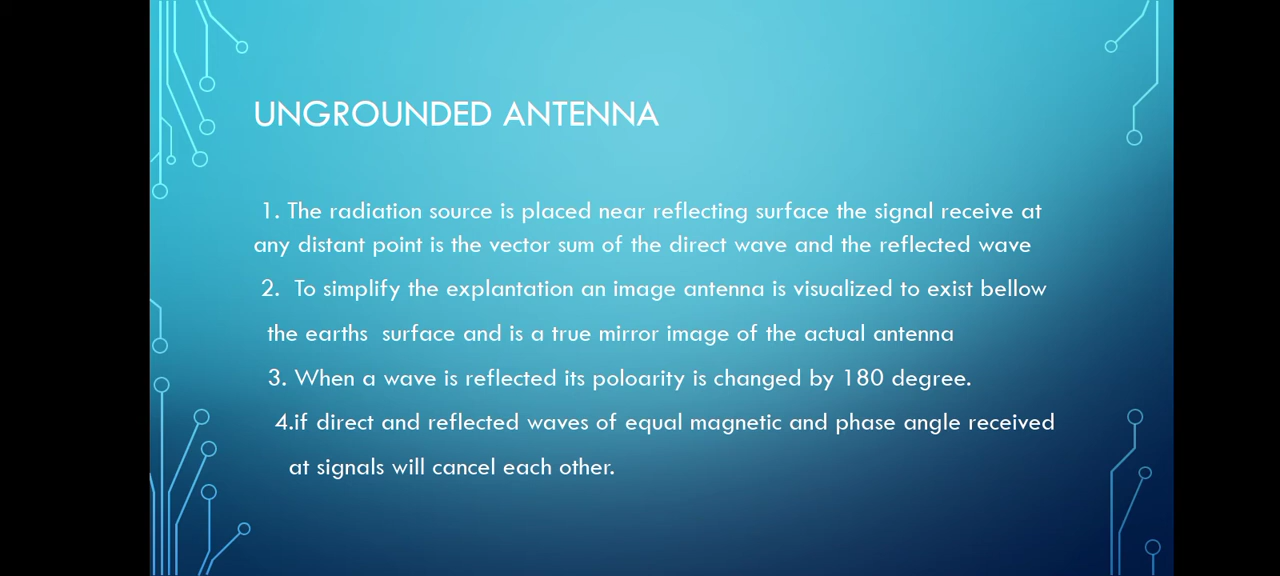 UNGROUNDED ANTENNA
1. The radiation source is placed near reflecting surface the signal receive at
any distant point is the vector sum of the direct wave and the reflected wave
2. To simplify the explantation an image antenna is visualized to exist bellow
the earths surface and is a true mirror image of the actual antenna
3. When a wave is reflected its poloarity is changed by 180 degree.
4.if direct and reflected waves of equal magnetic and phase angle received
at signals will cancel each other.